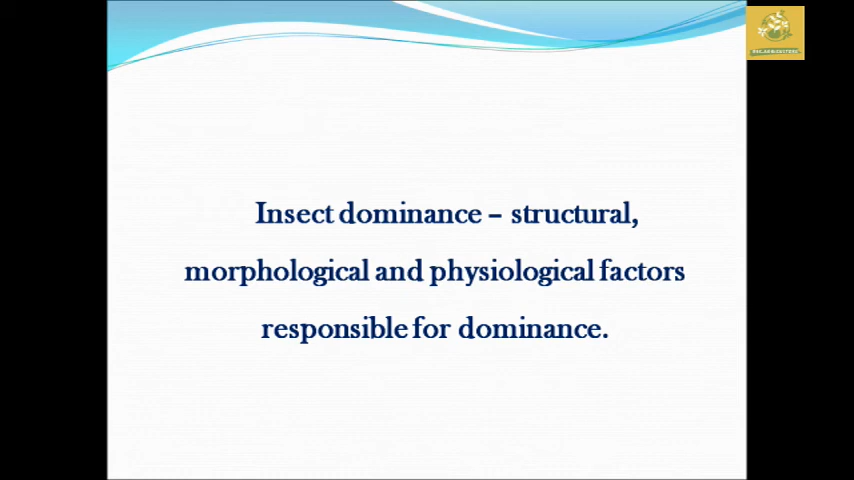 Insect dominance – structural,
morphological and physiological factors
responsible for dominance.